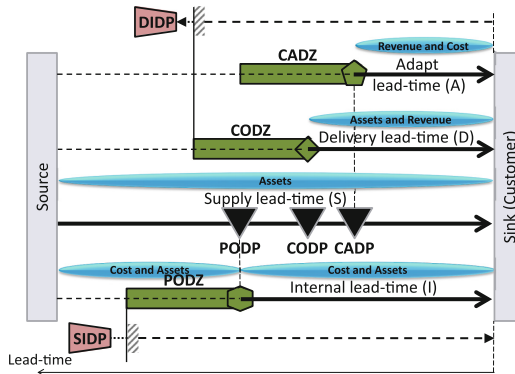 DIDP
Revenue and Cost
CADZ
Adapt
lead-time (A)
Assets and Revenue
CODZ
Delivery lead-time (D)
Assets
Supply lead-time (S)
PODP
CODP
CADP
Cost and Assets
Cost and Assets
PODZ
Internal lead-time (I)
SIDP
Lead-time
Source
Sink (Customer)